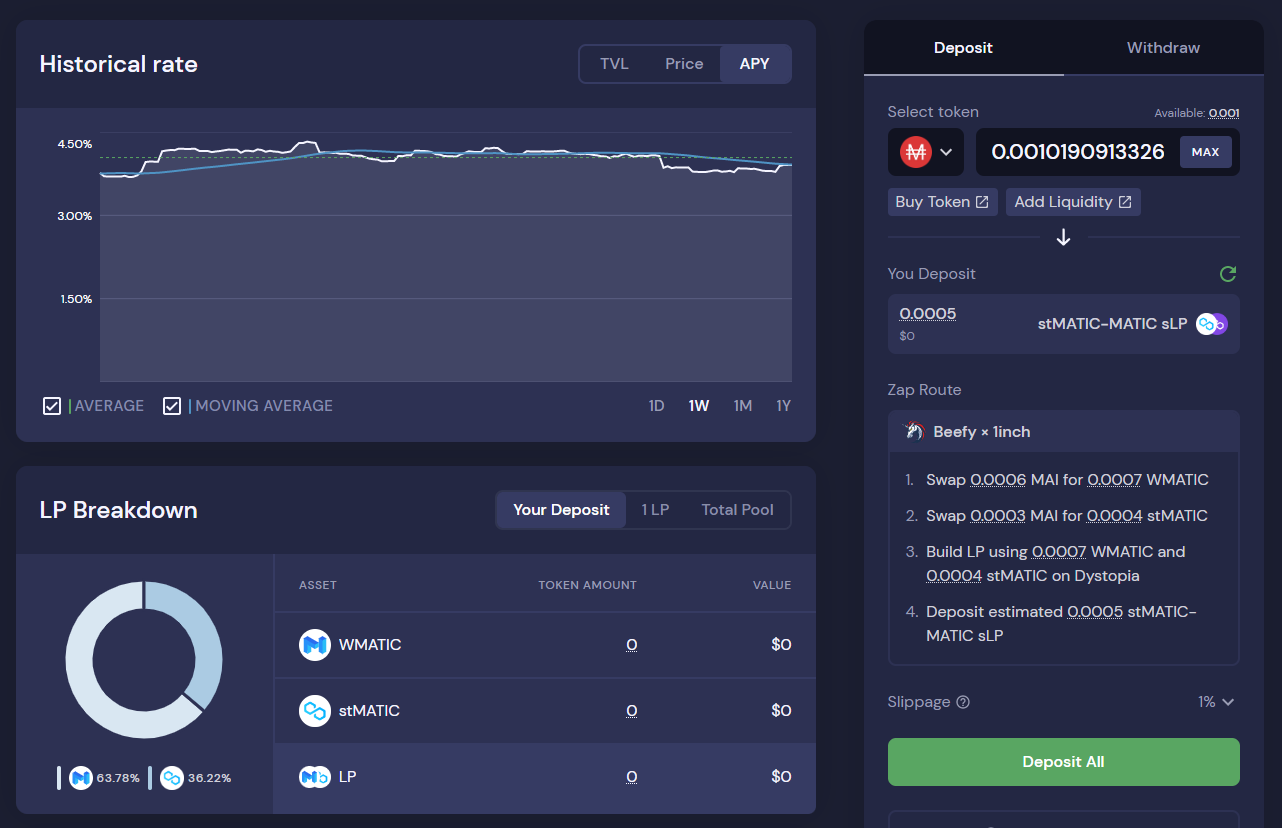 Historical rate
TVL Price APY
4.50%
3.00%
1.50%
AVERAGE MOVING AVERAGE
1D 1W 1M 1Y
LP Breakdown
Your Deposit 1 LP Total Pool
63.78% 36.22%
ASSET TOKEN AMOUNT VALUE
WMATIC 0 $0
stMATIC 0 $0
LP 0 $0
Deposit Withdraw
Select token Available: 0.001
0.0010190913326 MAX
Buy Token Add Liquidity
You Deposit
0.0005
$0
stMATIC-MATIC sLP
Zap Route
Beefy × 1inch
1. Swap 0.0006 MAI for 0.0007 WMATIC
2. Swap 0.0003 MAI for 0.0004 stMATIC
3. Build LP using 0.0007 WMATIC and
0.0004 stMATIC on Dystopia
4. Deposit estimated 0.0005 stMATIC-
MATIC sLP
Slippage 1%
Deposit All